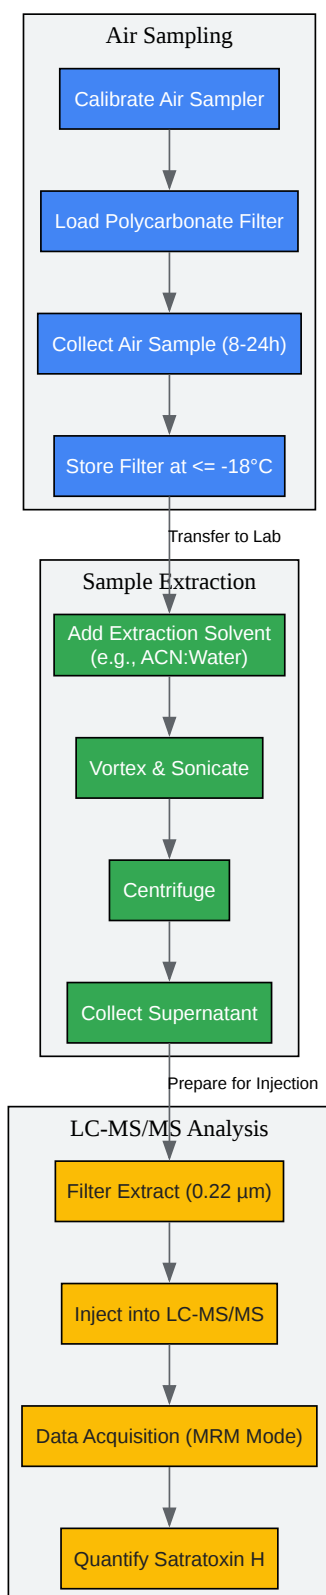 Air Sampling
Calibrate Air Sampler
Load Polycarbonate Filter
Collect Air Sample (8-24h)
Store Filter at <= -18°C
Transfer to Lab
Sample Extraction
Add Extraction Solvent
(e.g., ACN:Water)
Vortex & Sonicate
Centrifuge
Collect Supernatant
Prepare for Injection
LC-MS/MS Analysis
Filter Extract (0.22 µm)
Inject into LC-MS/MS
Data Acquisition (MRM Mode)
Quantify Satratoxin H